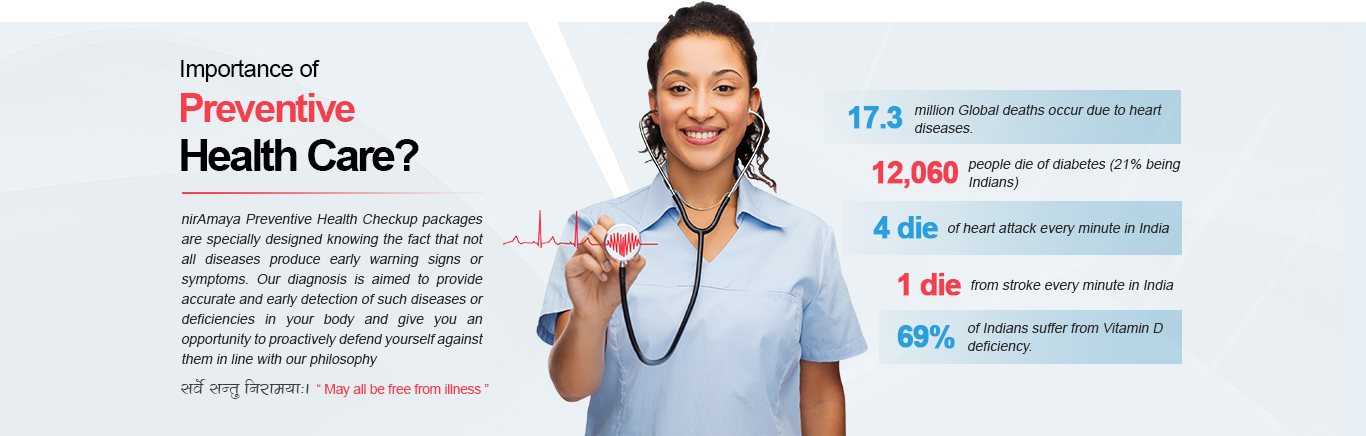 Importance of
Preventive
Health Care?
nirAmaya Preventive Health Checkup packages
are specially designed knowing the fact that not
all diseases produce early warning signs or
symptoms. Our diagnosis is aimed to provide
accurate and early detection of such diseases or
deficiencies in your body and give you an
opportunity to proactively defend yourself against
them in line with our philosophy
सर्वे सन्तु निरामयाः। “ May all be free from illness ”
17.3 million Global deaths occur due to heart
diseases.
12,060 people die of diabetes (21% being
Indians)
4 die of heart attack every minute in India
1 die from stroke every minute in India
69% of Indians suffer from Vitamin D
deficiency.